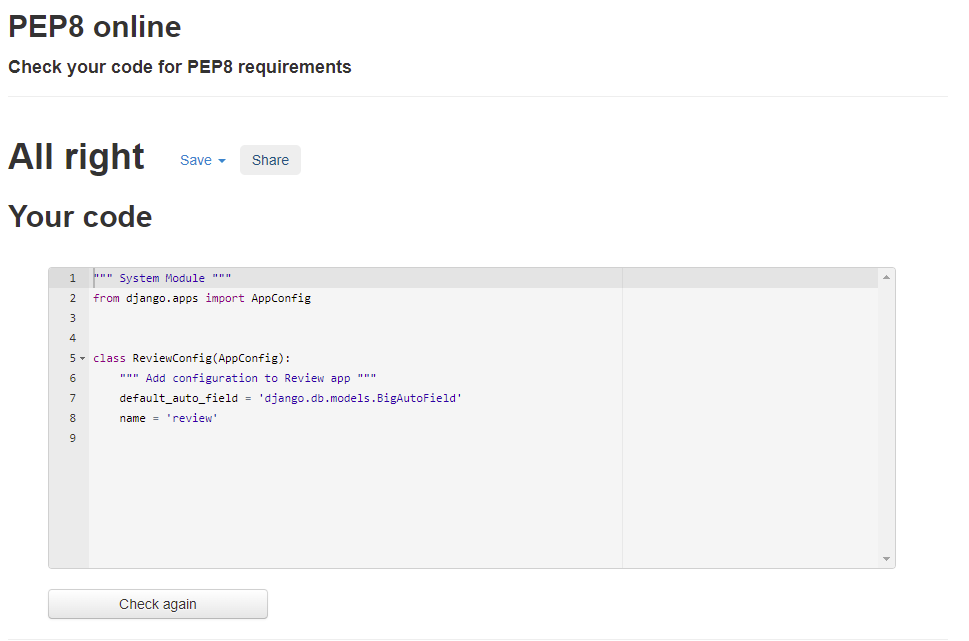 PEP8 online
Check your code for PEP8 requirements
All right Save Share
Your code
1 """ System Module """
2 from django.apps import AppConfig
3
4
5 class ReviewConfig(AppConfig):
6     """ Add configuration to Review app """
7     default_auto_field = 'django.db.models.BigAutoField'
8     name = 'review'
9
Check again